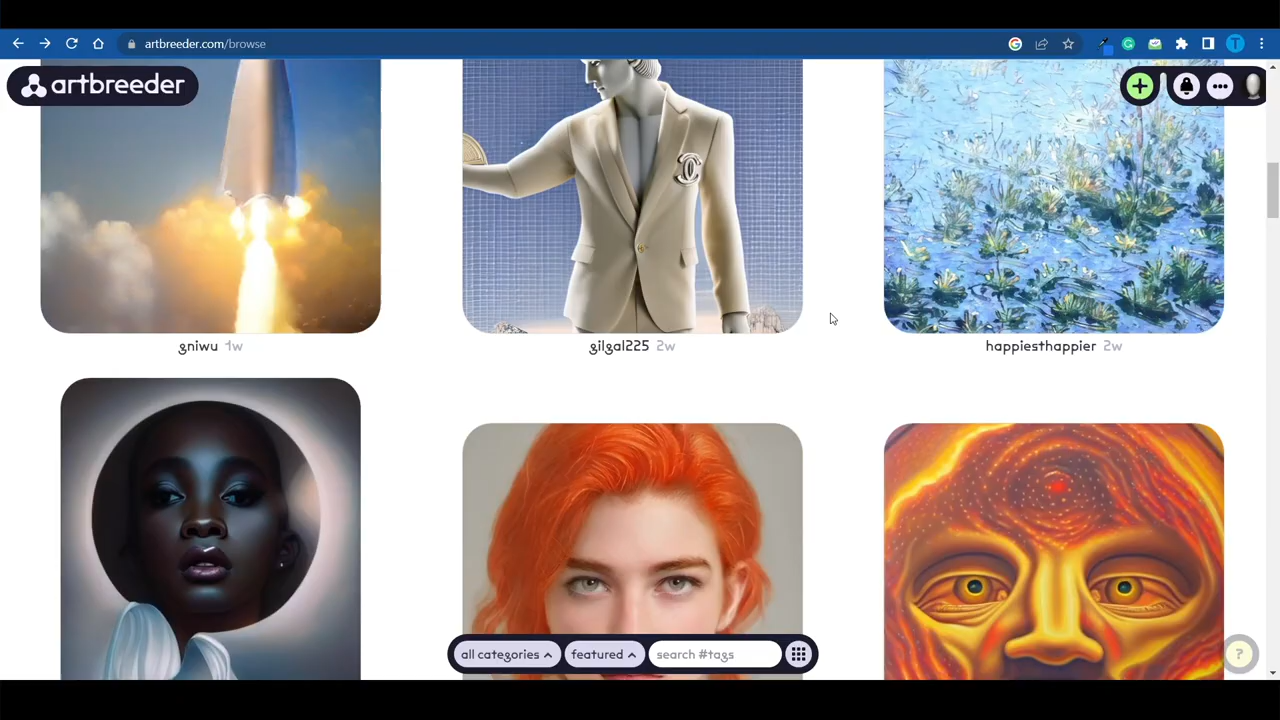 artbreeder.com/browse
T
artbreeder
gniwu 1w
gilgal225 2w
happiesthappier 2w
all categories
featured
search #tags
?